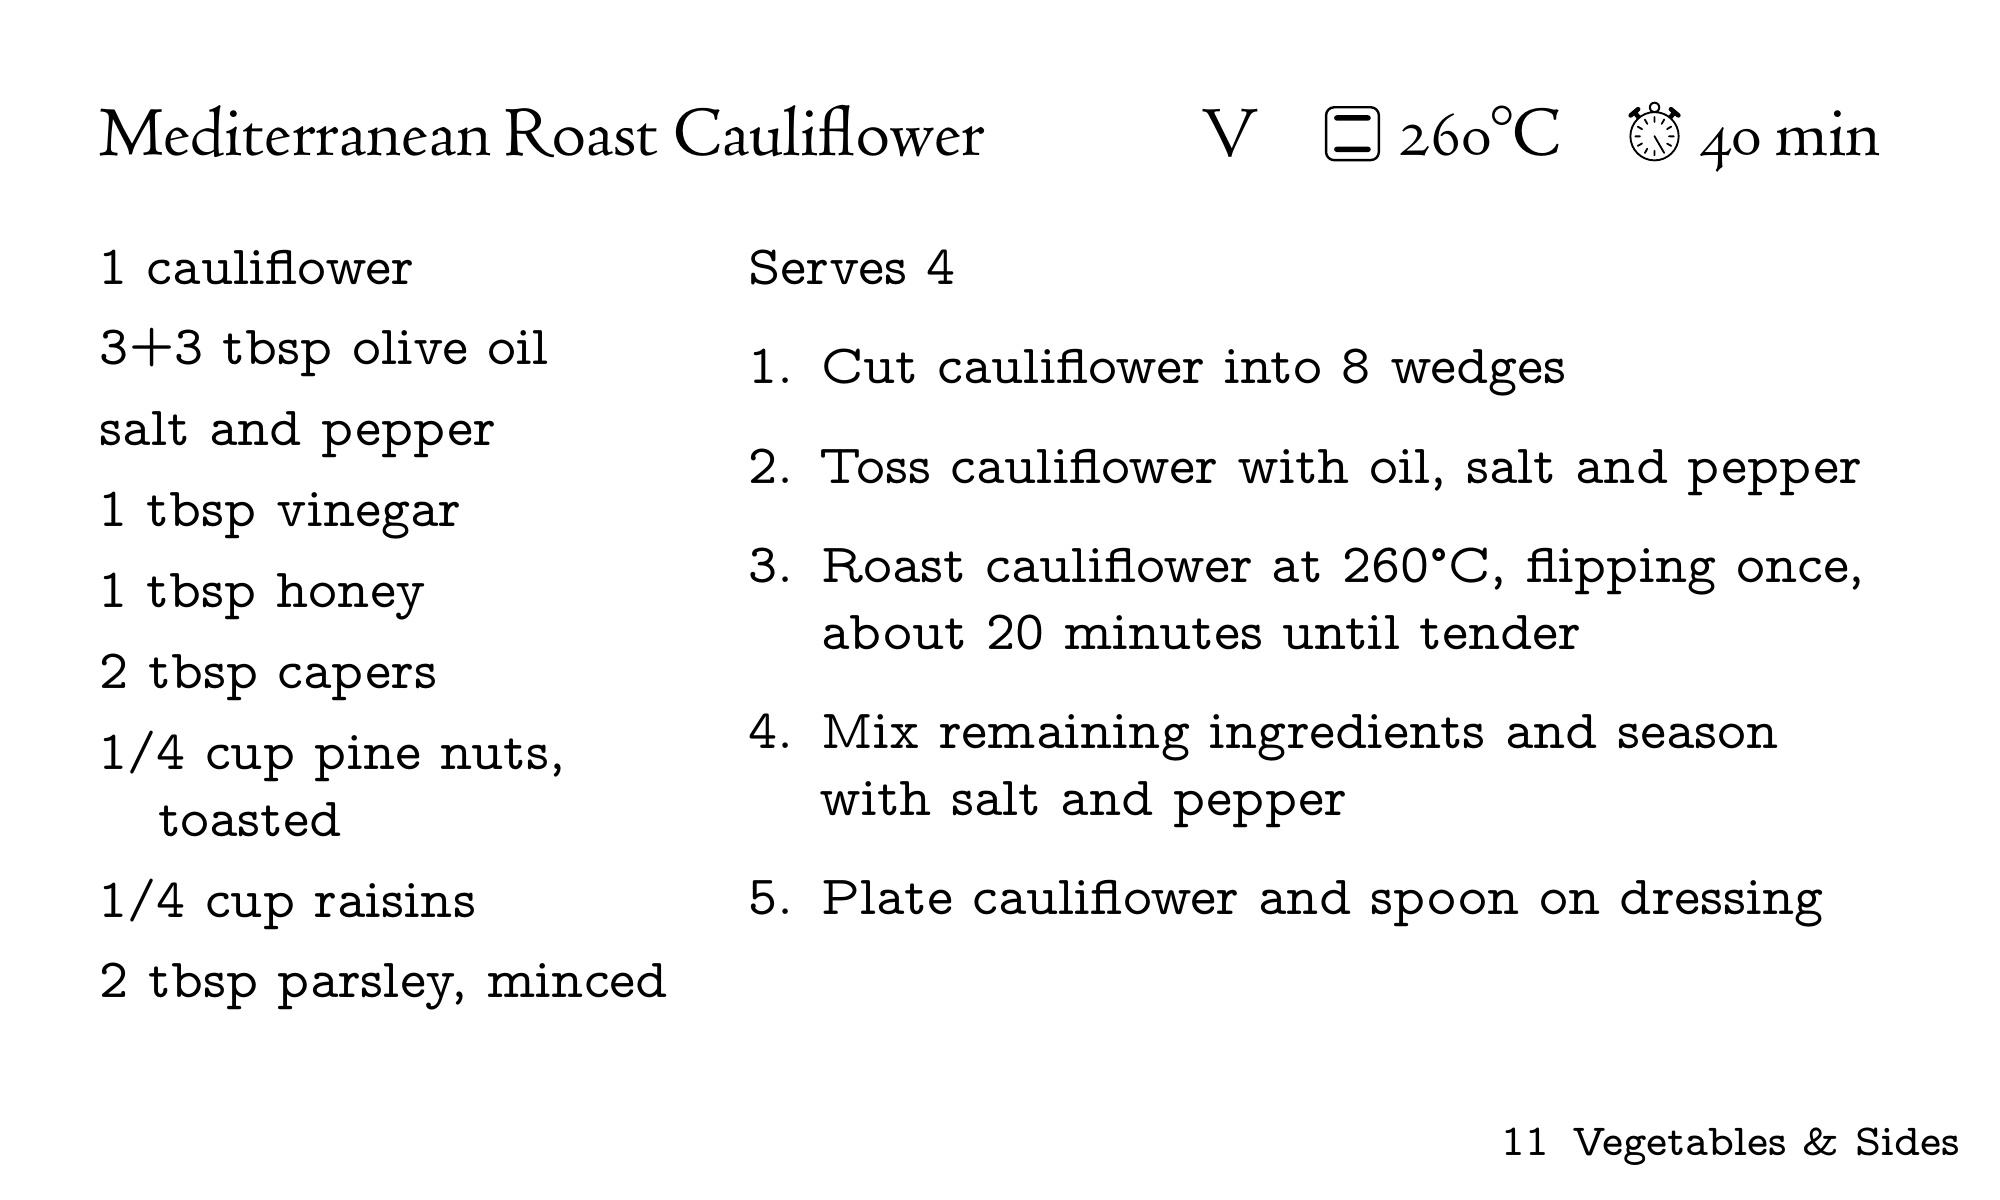 Mediterranean Roast Cauliflower V 260°C 40 min
1 cauliflower
3+3 tbsp olive oil
salt and pepper
1 tbsp vinegar
1 tbsp honey
2 tbsp capers
1/4 cup pine nuts,
toasted
1/4 cup raisins
2 tbsp parsley, minced
Serves 4
1. Cut cauliflower into 8 wedges
2. Toss cauliflower with oil, salt and pepper
3. Roast cauliflower at 260°C, flipping once,
about 20 minutes until tender
4. Mix remaining ingredients and season
with salt and pepper
5. Plate cauliflower and spoon on dressing
11 Vegetables & Sides